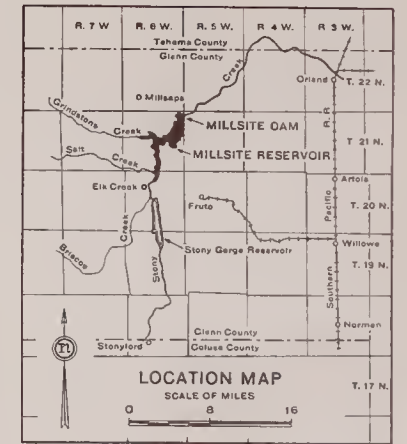 R. 7 W
R. 6 W.
R. 5 W.
R 4 W.
R 3 W.
Tehema County
Glenn County
Creek
Orland
T. 22 N.
O Millsaps
Grindstone
Creek
MILLSITE DAM
R. R
T 21 N.
MILLSITE RESERVOIR
Salt
Creek
Elk Creek
Artois
Fruto
Pacific
T. 20 N.
Creek
Stony Gorge Reservoir
Willows
Briscoe
Stony
T. 19 N.
Southern
Norman
Glenn County
Colusa County
Stonyford
n
LOCATION MAP
SCALE OF MILES
T. 17 N.
0 8 16